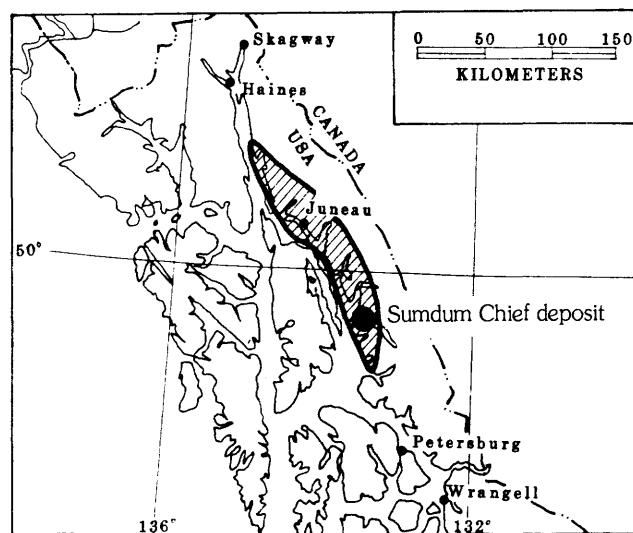 Skagway
0 50 100 150
KILOMETERS
Haines
CANADA
USA
Juneau
50°
Sumdum Chief deposit
Petersburg
Wrangell
136° 132°